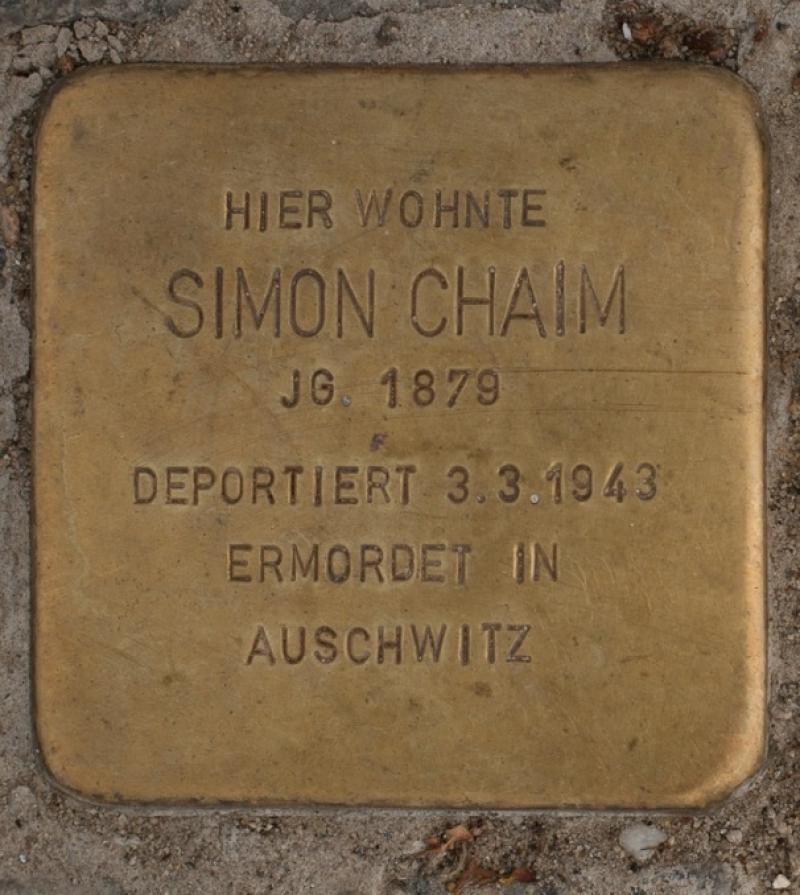 HIER WOHNTE
SIMON CHAIM
JG. 1879
DEPORTIERT 3.3.1943
ERMORDET IN
AUSCHWITZ